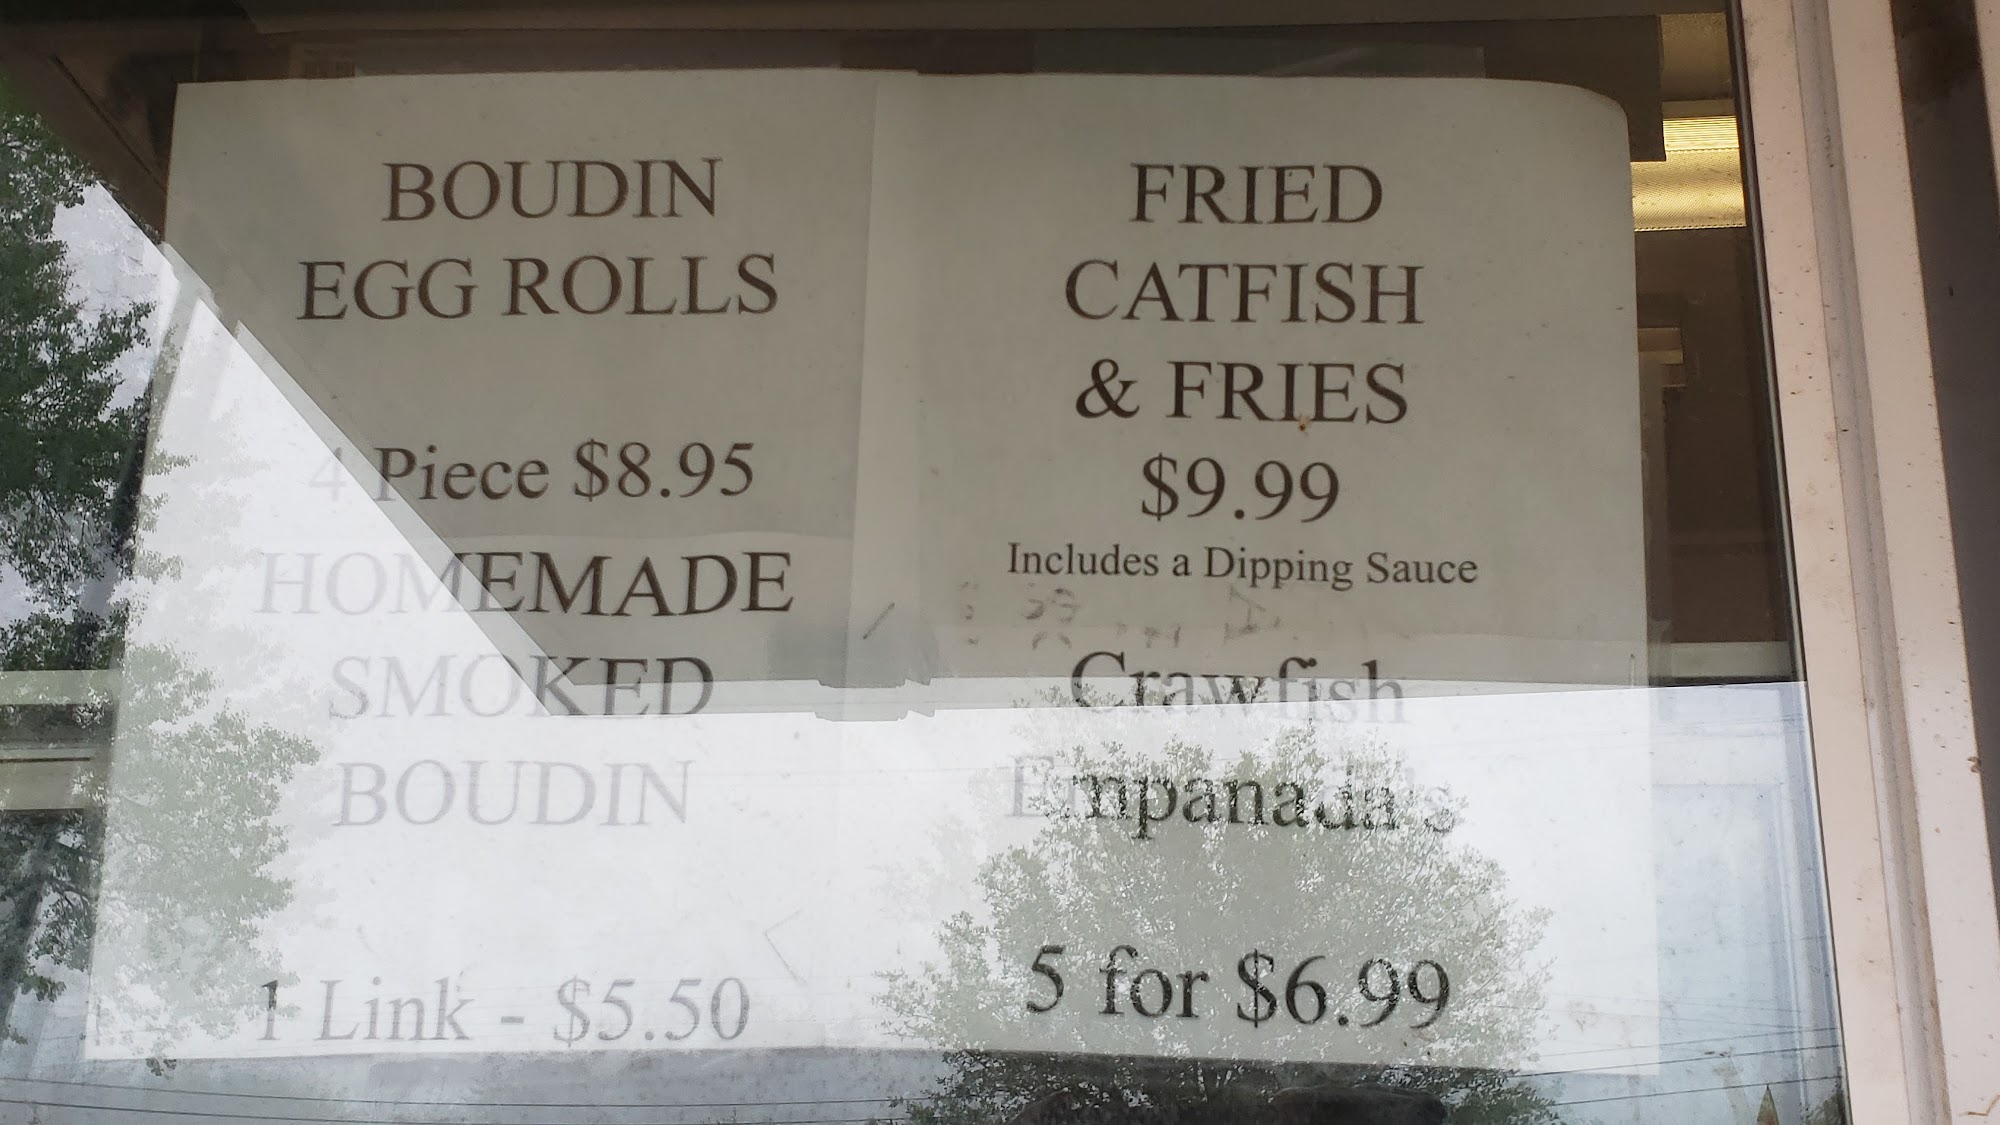 BOUDIN
EGG ROLLS
4 Piece $8.95
HOMEMADE
SMOKED
BOUDIN
1 Link - $5.50
FRIED
CATFISH
& FRIES
$9.99
Includes a Dipping Sauce
Crawfish
Empanada's
5 for $6.99